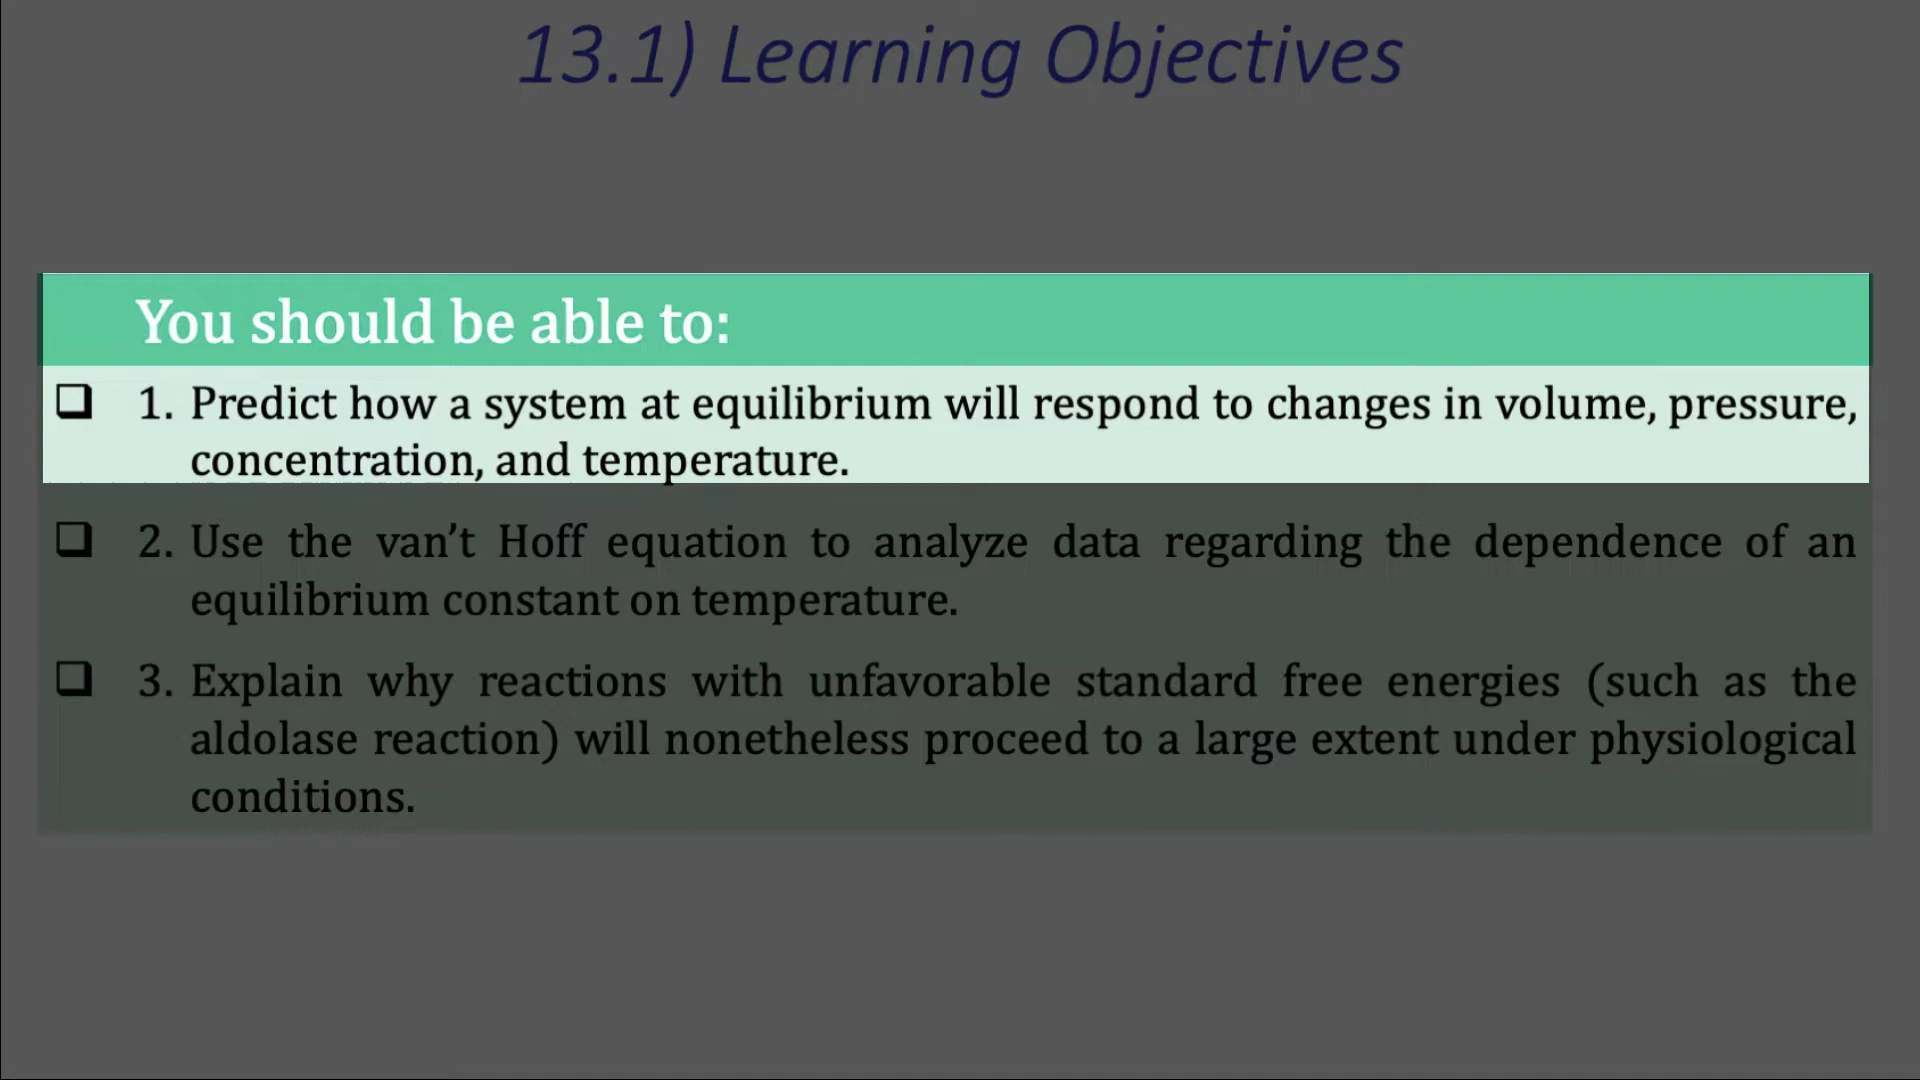 13.1) Learning Objectives
You should be able to:
❑ 1. Predict how a system at equilibrium will respond to changes in volume, pressure,
concentration, and temperature.
❑ 2. Use the van’t Hoff equation to analyze data regarding the dependence of an
equilibrium constant on temperature.
❑ 3. Explain why reactions with unfavorable standard free energies (such as the
aldolase reaction) will nonetheless proceed to a large extent under physiological
conditions.